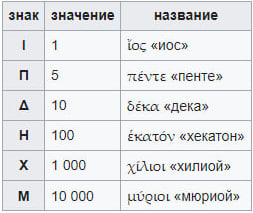 знак значение название
Ι 1 ἴος «иос»
Π 5 πέντε «пенте»
Δ 10 δέκα «дека»
Η 100 ἑκατόν «хекатон»
Χ 1 000 χίλιοι «хилиой»
Μ 10 000 μύριοι «мюриой»